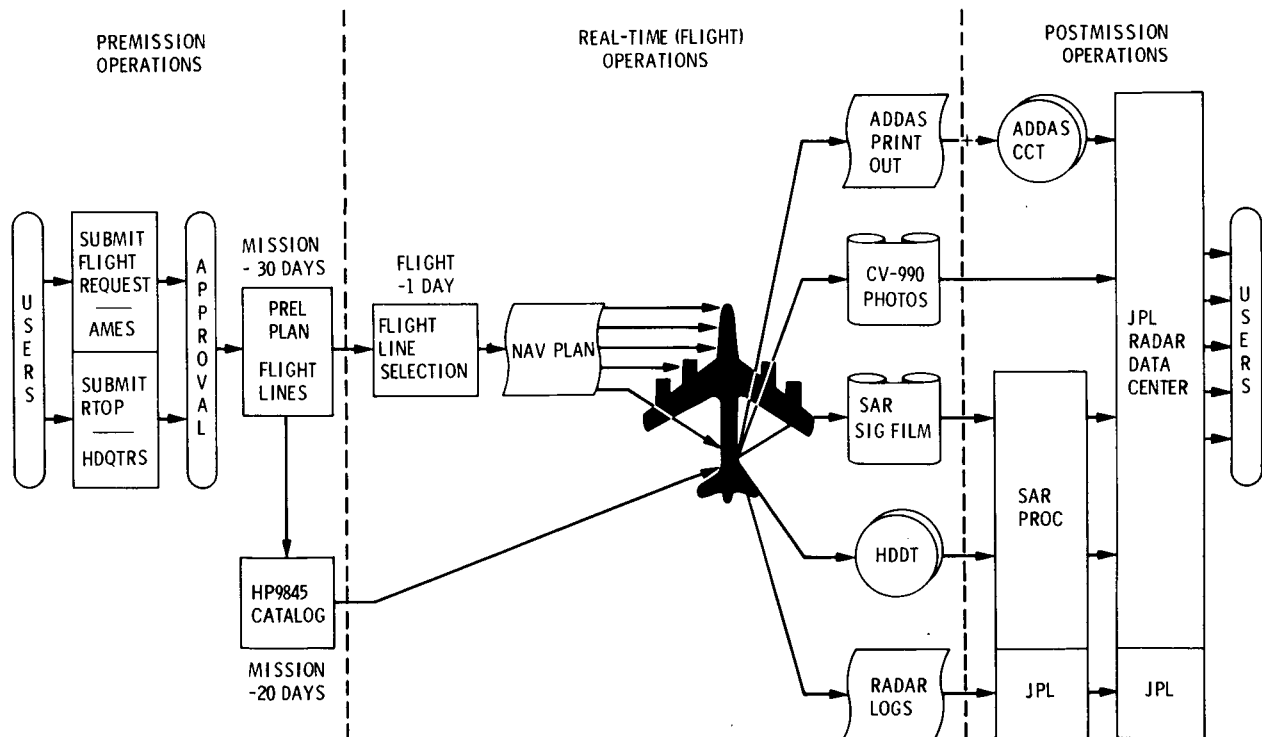 PREMISSION
OPERATIONS
REAL-TIME (FLIGHT)
OPERATIONS
POSTMISSION
OPERATIONS
USERS
SUBMIT
FLIGHT
REQUEST
AMES
SUBMIT
RTOP
HDQTRS
APPROVAL
MISSION
- 30 DAYS
PREL
PLAN
FLIGHT
LINES
HP9845
CATALOG
MISSION
-20 DAYS
FLIGHT
-1 DAY
FLIGHT
LINE
SELECTION
NAV PLAN
ADDAS
PRINT
OUT
CV-990
PHOTOS
SAR
SIG FILM
HDDT
RADAR
LOGS
ADDAS
CCT
SAR
PROC
JPL
JPL
RADAR
DATA
CENTER
JPL
USERS